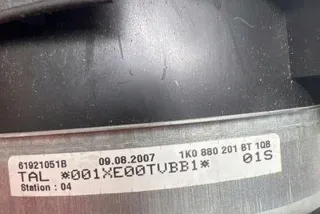 61921051B 09.08.2007 1K0 880 201 BT 1QB
TAL *001XE00TVBB1* 01S
Station : 04